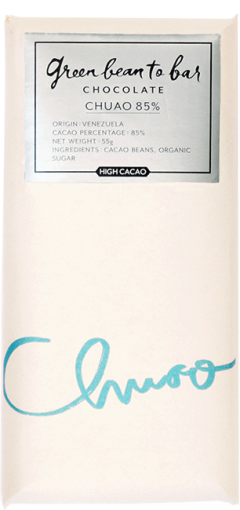 green bean to bar
CHOCOLATE
CHUAO 85%
ORIGIN : VENEZUELA
CACAO PERCENTAGE : 85%
NET WEIGHT : 55g
INGREDIENTS : CACAO BEANS, ORGANIC
SUGAR
HIGH CACAO
Chuao